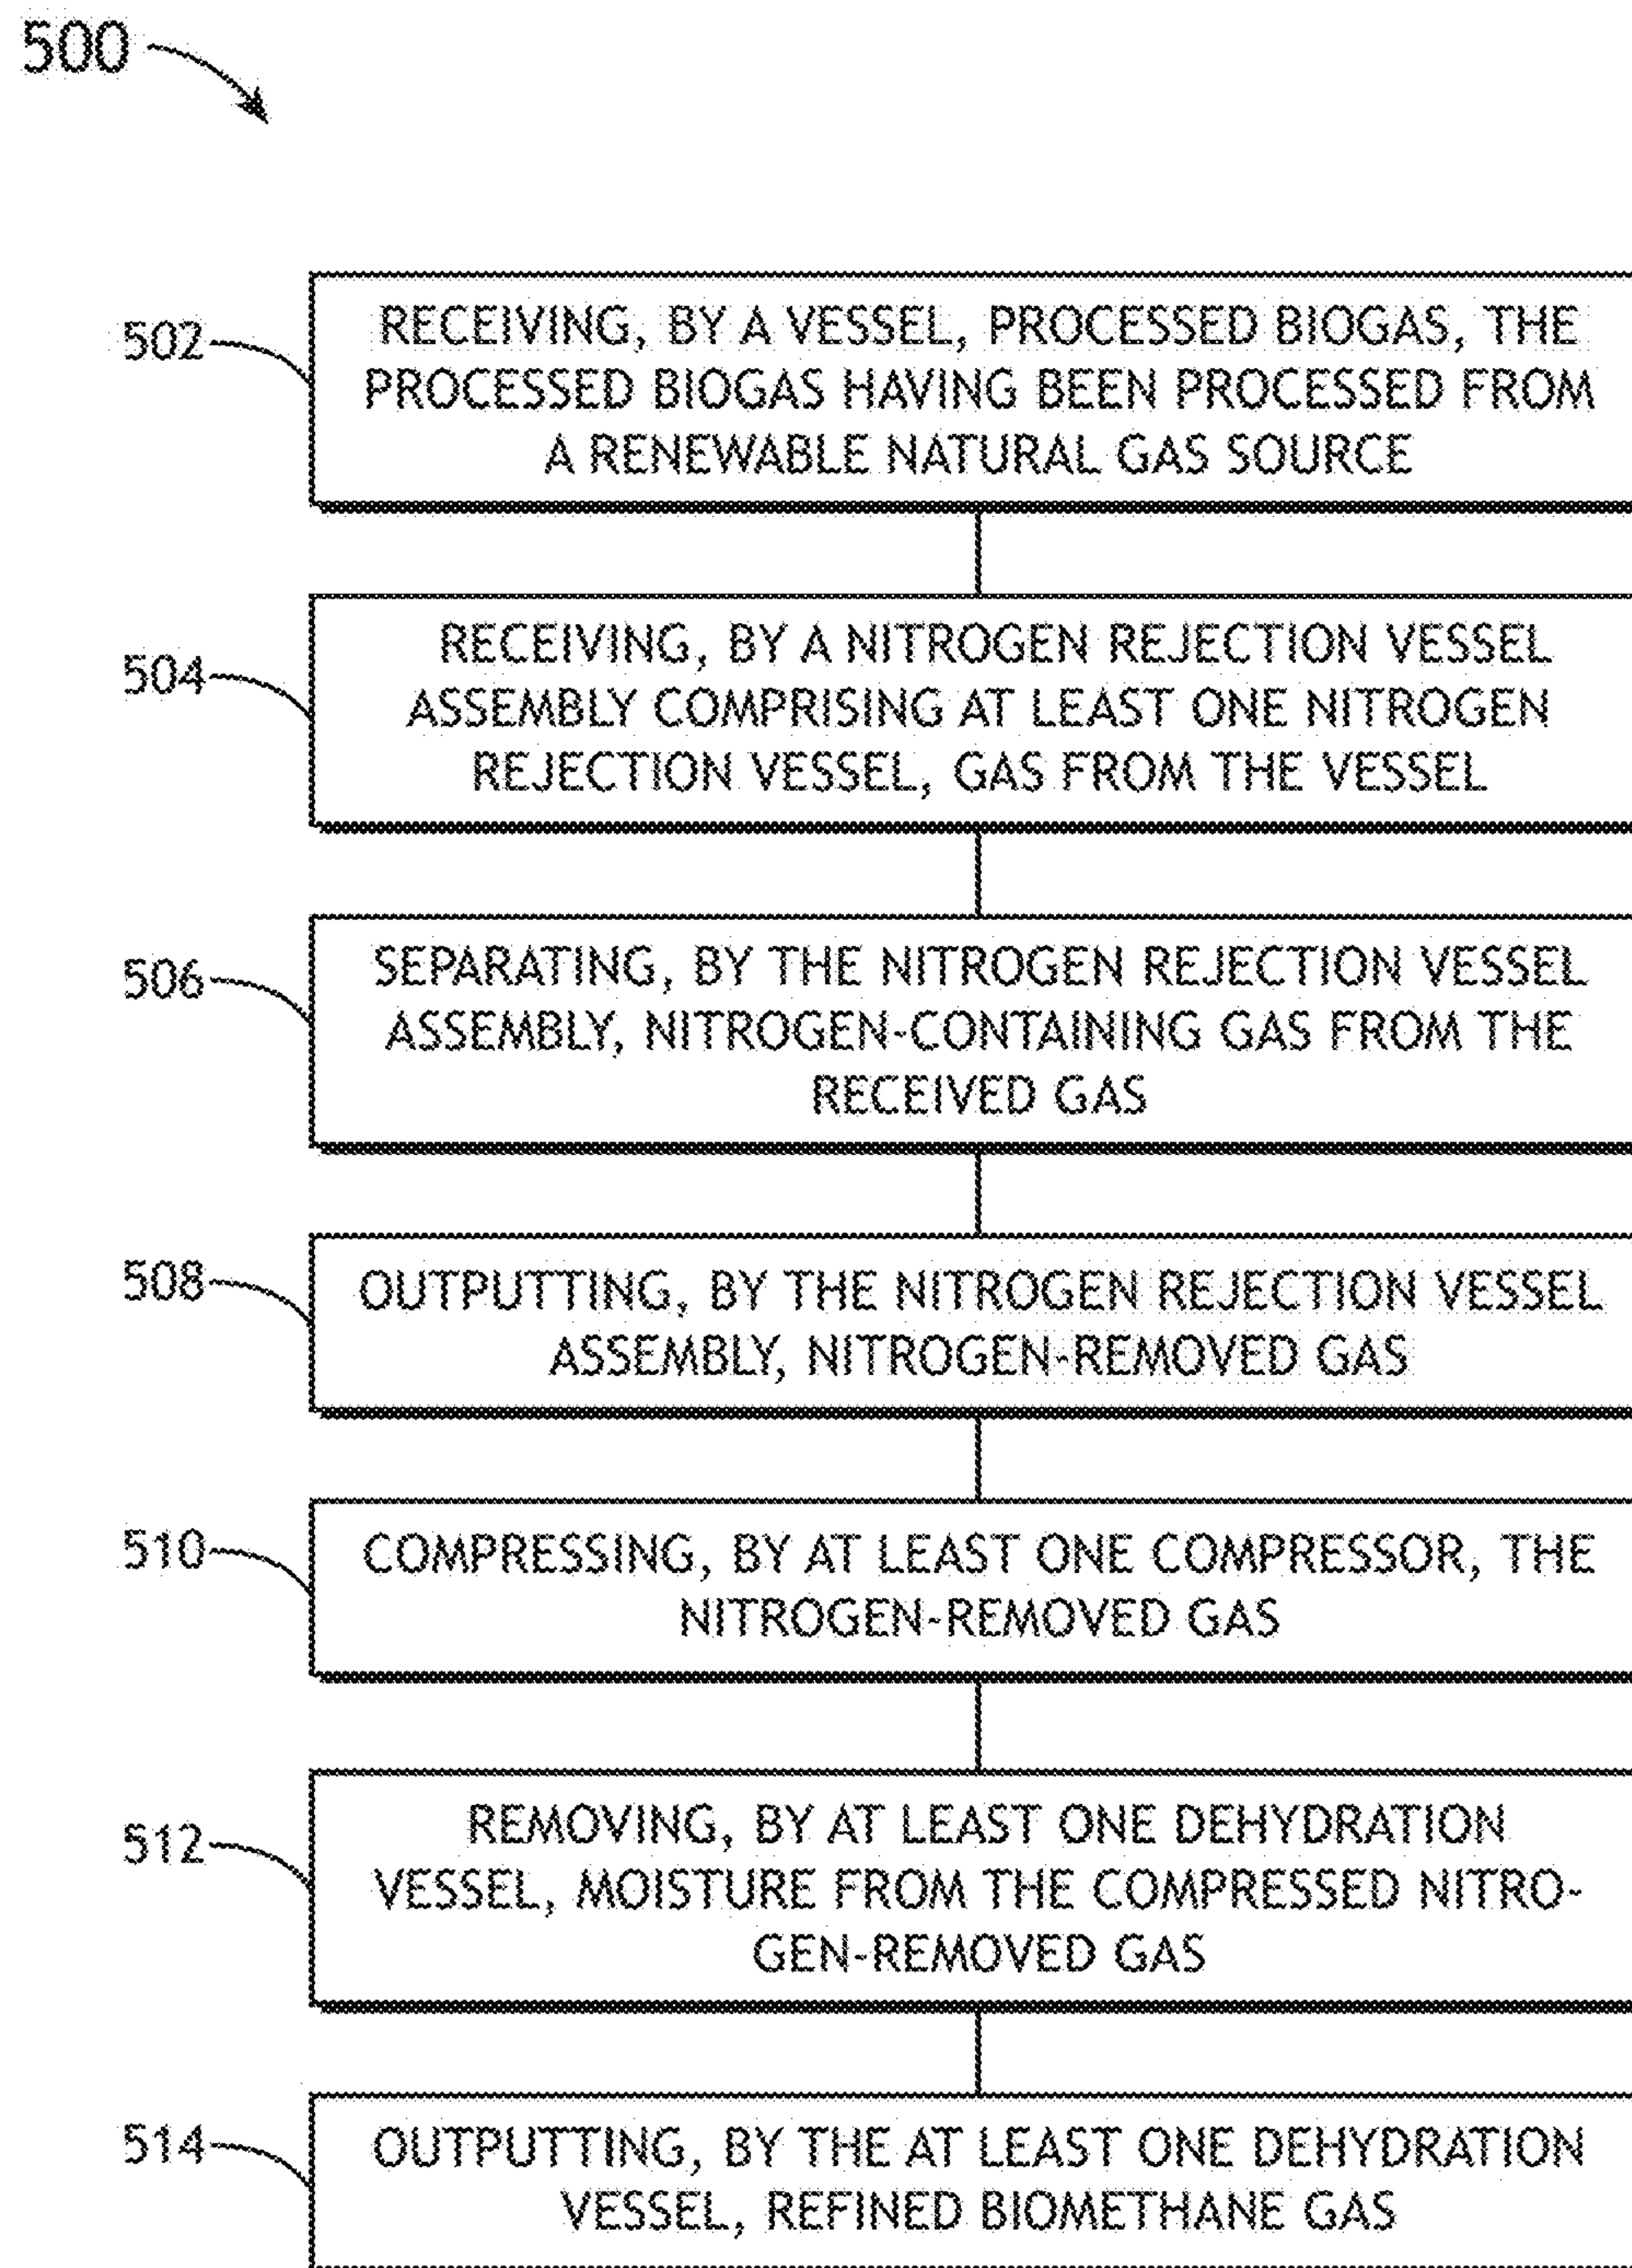 500
502
RECEIVING, BY A VESSEL, PROCESSED BIOGAS, THE
PROCESSED BIOGAS HAVING BEEN PROCESSED FROM
A RENEWABLE NATURAL GAS SOURCE
504
RECEIVING, BY A NITROGEN REJECTION VESSEL
ASSEMBLY COMPRISING AT LEAST ONE NITROGEN
REJECTION VESSEL, GAS FROM THE VESSEL
506
SEPARATING, BY THE NITROGEN REJECTION VESSEL
ASSEMBLY, NITROGEN-CONTAINING GAS FROM THE
RECEIVED GAS
508
OUTPUTTING, BY THE NITROGEN REJECTION VESSEL
ASSEMBLY, NITROGEN-REMOVED GAS
510
COMPRESSING, BY AT LEAST ONE COMPRESSOR, THE
NITROGEN-REMOVED GAS
512
REMOVING, BY AT LEAST ONE DEHYDRATION
VESSEL, MOISTURE FROM THE COMPRESSED NITRO-
GEN-REMOVED GAS
514
OUTPUTTING, BY THE AT LEAST ONE DEHYDRATION
VESSEL, REFINED BIOMETHANE GAS